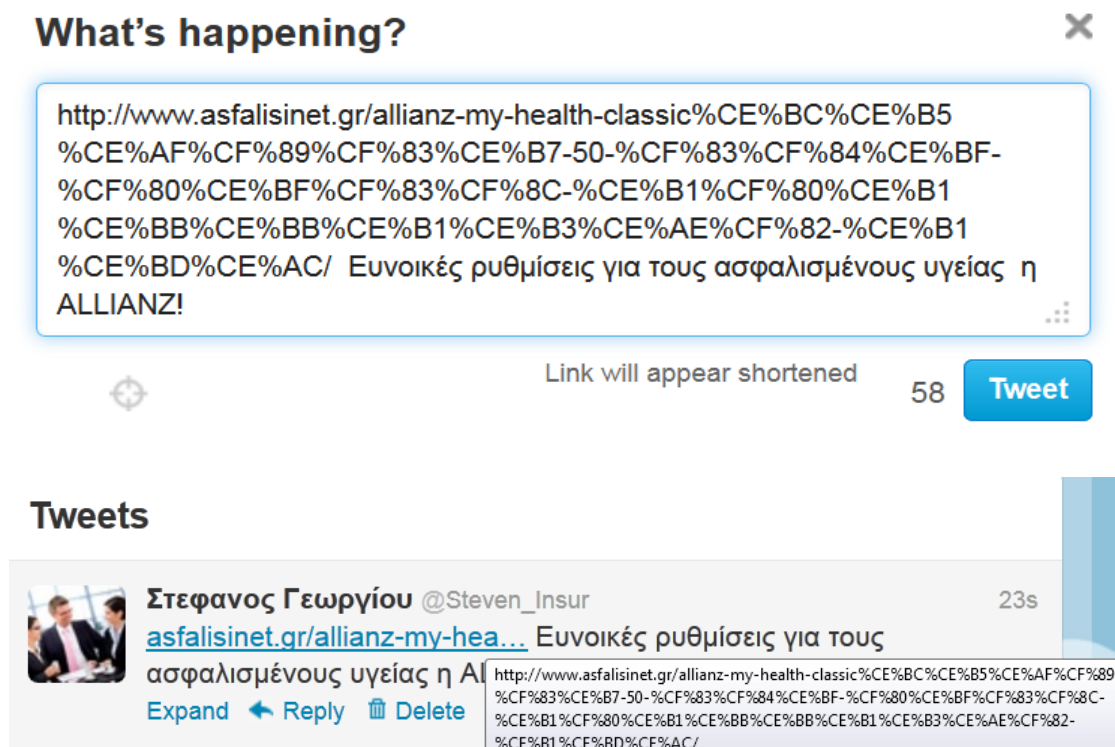 What's happening?
http://www.asfalisinet.gr/allianz-my-health-classic%CE%BC%CE%B5
%CE%AF%CF%89%CF%83%CE%B7-50-%CF%83%CF%84%CE%BF-
%CF%80%CE%BF%CF%83%CF%8C-%CE%B1%CF%80%CE%B1
%CE%BB%CE%BB%CE%B1%CE%B3%CE%AE%CF%82-%CE%B1
%CE%BD%CE%AC/  Ευνοικές ρυθμίσεις για τους ασφαλισμένους υγείας  η
ALLIANZ!
Link will appear shortened
58
Tweet
Tweets
Στεφανος Γεωργίου @Steven_Insur 23s
asfalisinet.gr/allianz-my-hea… Ευνοικές ρυθμίσεις για τους
ασφαλισμένους υγείας η AL
Expand Reply Delete
http://www.asfalisinet.gr/allianz-my-health-classic%CE%BC%CE%B5%CE%AF%CF%89
%CF%83%CE%B7-50-%CF%83%CF%84%CE%BF-%CF%80%CE%BF%CF%83%CF%8C-
%CE%B1%CF%80%CE%B1%CE%BB%CE%BB%CE%B1%CE%B3%CE%AE%CF%82-
%CE%B1%CE%BD%CE%AC/